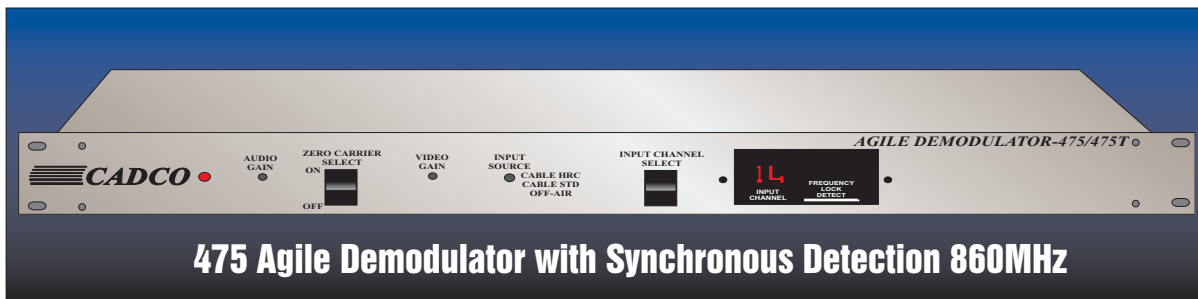 AGILE DEMODULATOR-475/475T
CADCO
AUDIO
GAIN
ZERO CARRIER
SELECT
ON
OFF
VIDEO
GAIN
INPUT
SOURCE
CABLE HRC
CABLE STD
OFF-AIR
INPUT CHANNEL
SELECT
14
INPUT
CHANNEL
FREQUENCY
LOCK
DETECT
475 Agile Demodulator with Synchronous Detection 860MHz